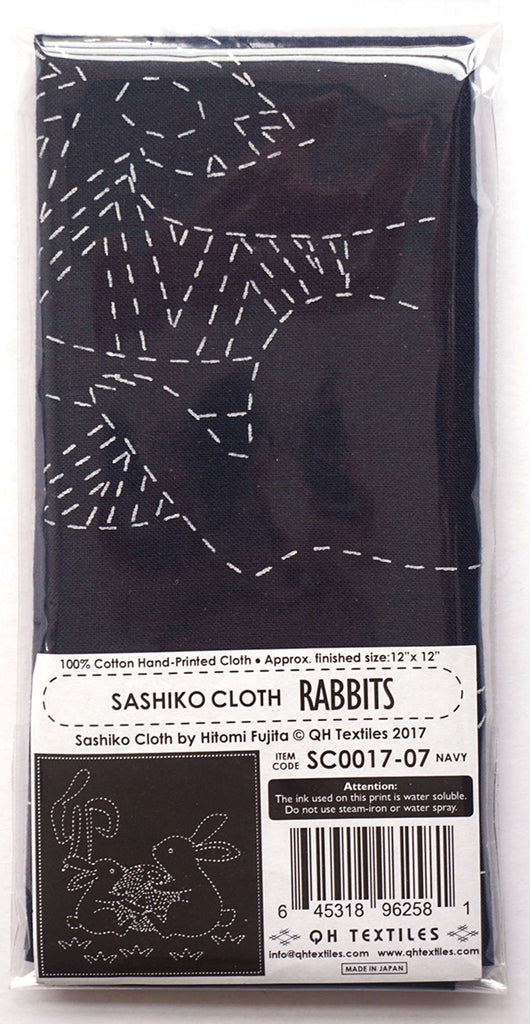 100% Cotton Hand-Printed Cloth • Approx. finished size:12"x 12"
SASHIKO CLOTH RABBITS
Sashiko Cloth by Hitomi Fujita © QH Textiles 2017
ITEM CODE SC0017-07 NAVY
Attention:
The ink used on this print is water soluble.
Do not use steam-iron or water spray.
6 45318 96258 1
QH TEXTILES
info@qhtextiles.com www.qhtextiles.com
MADE IN JAPAN